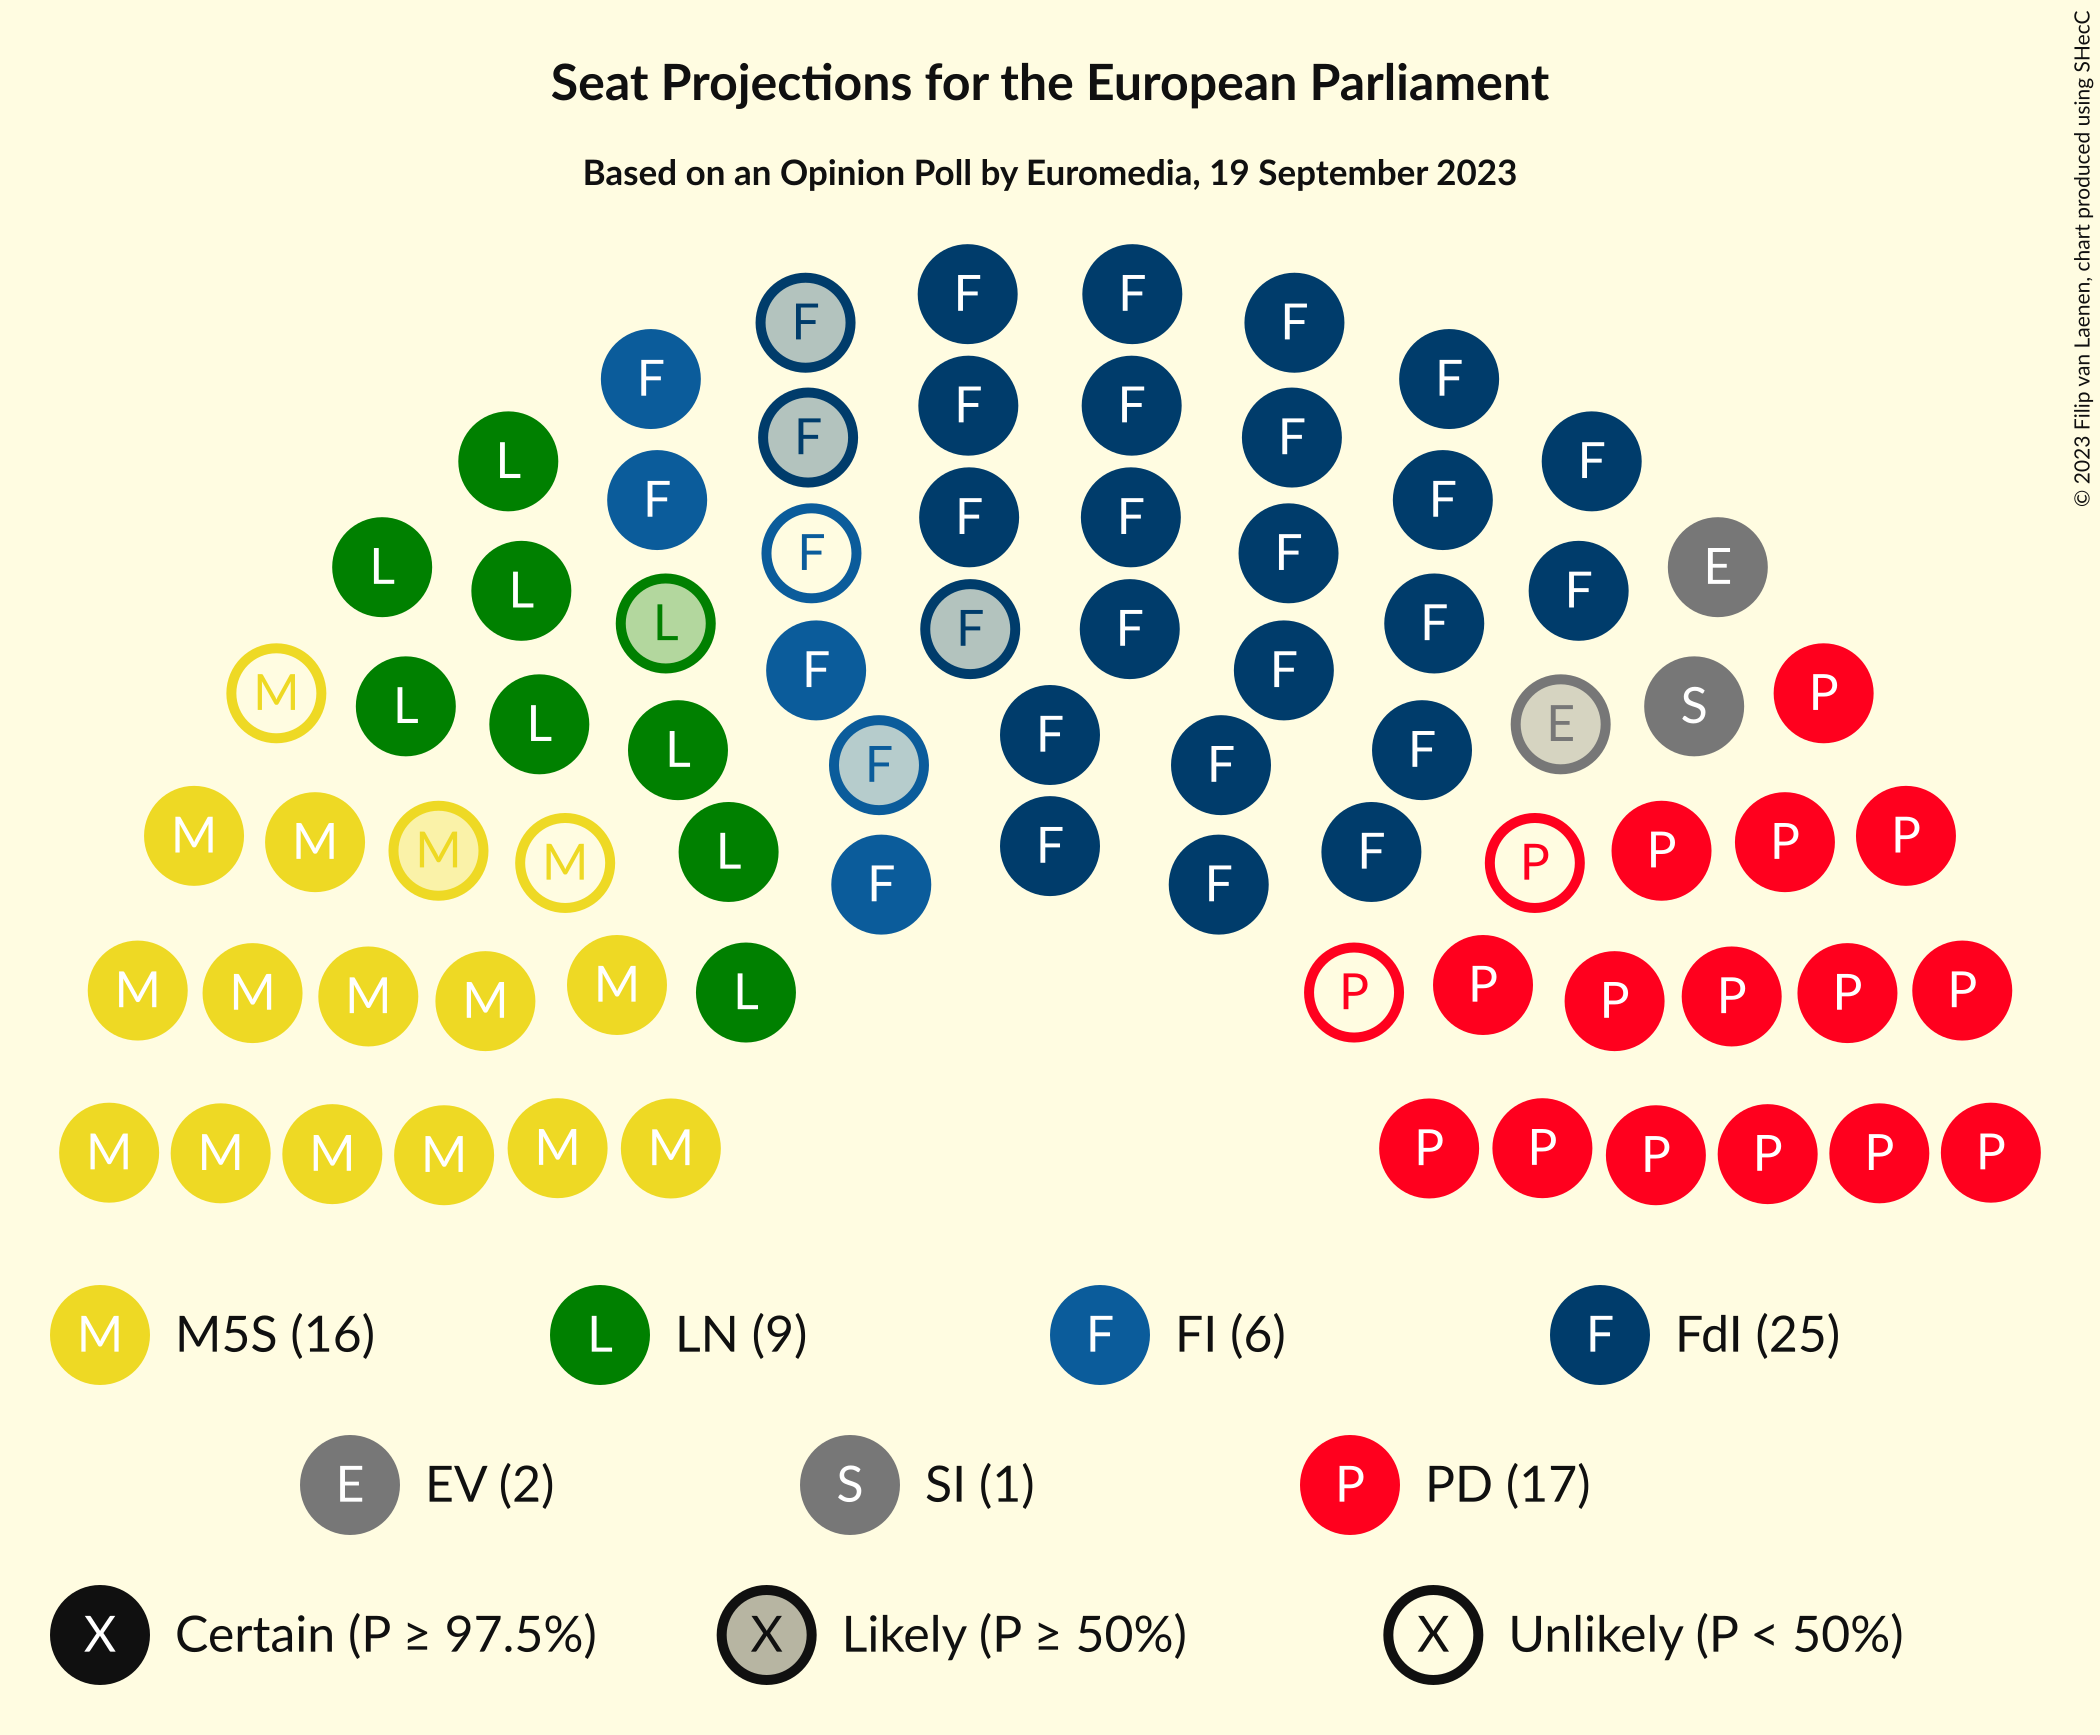 Seat Projections for the European Parliament
Based on an Opinion Poll by Euromedia, 19 September 2023
© 2023 Filip van Laenen, chart produced using SHecC
F F F F
F F F F
F F F F
L F F F F F F
L L F F F F E
L F F F
M L L L F F F F E S P
F F F
M M M M L F F F F P P P P
M M M M M L P P P P P P
M M M M M M P P P P P P
M M5S (16) L LN (9) F FI (6) F FdI (25)
E EV (2) S SI (1) P PD (17)
X Certain (P ≥ 97.5%) X Likely (P ≥ 50%) X Unlikely (P < 50%)